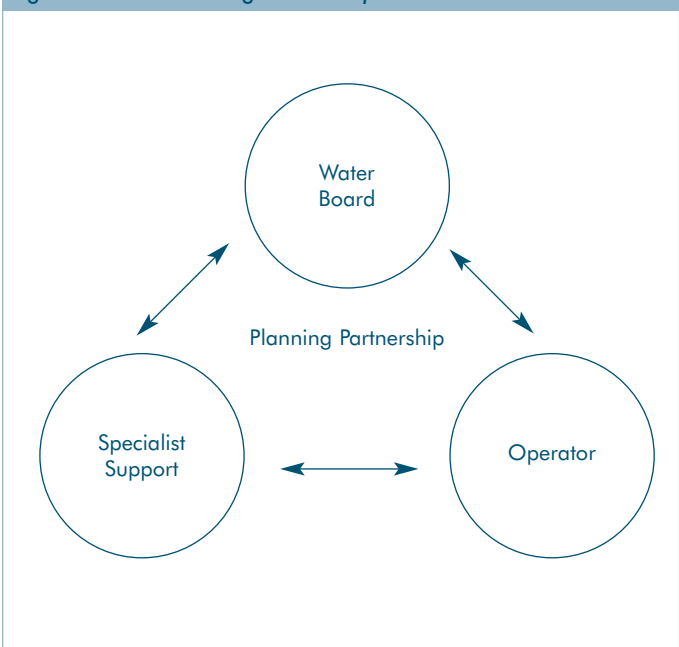 Water
Board
Planning Partnership
Specialist
Support
Operator